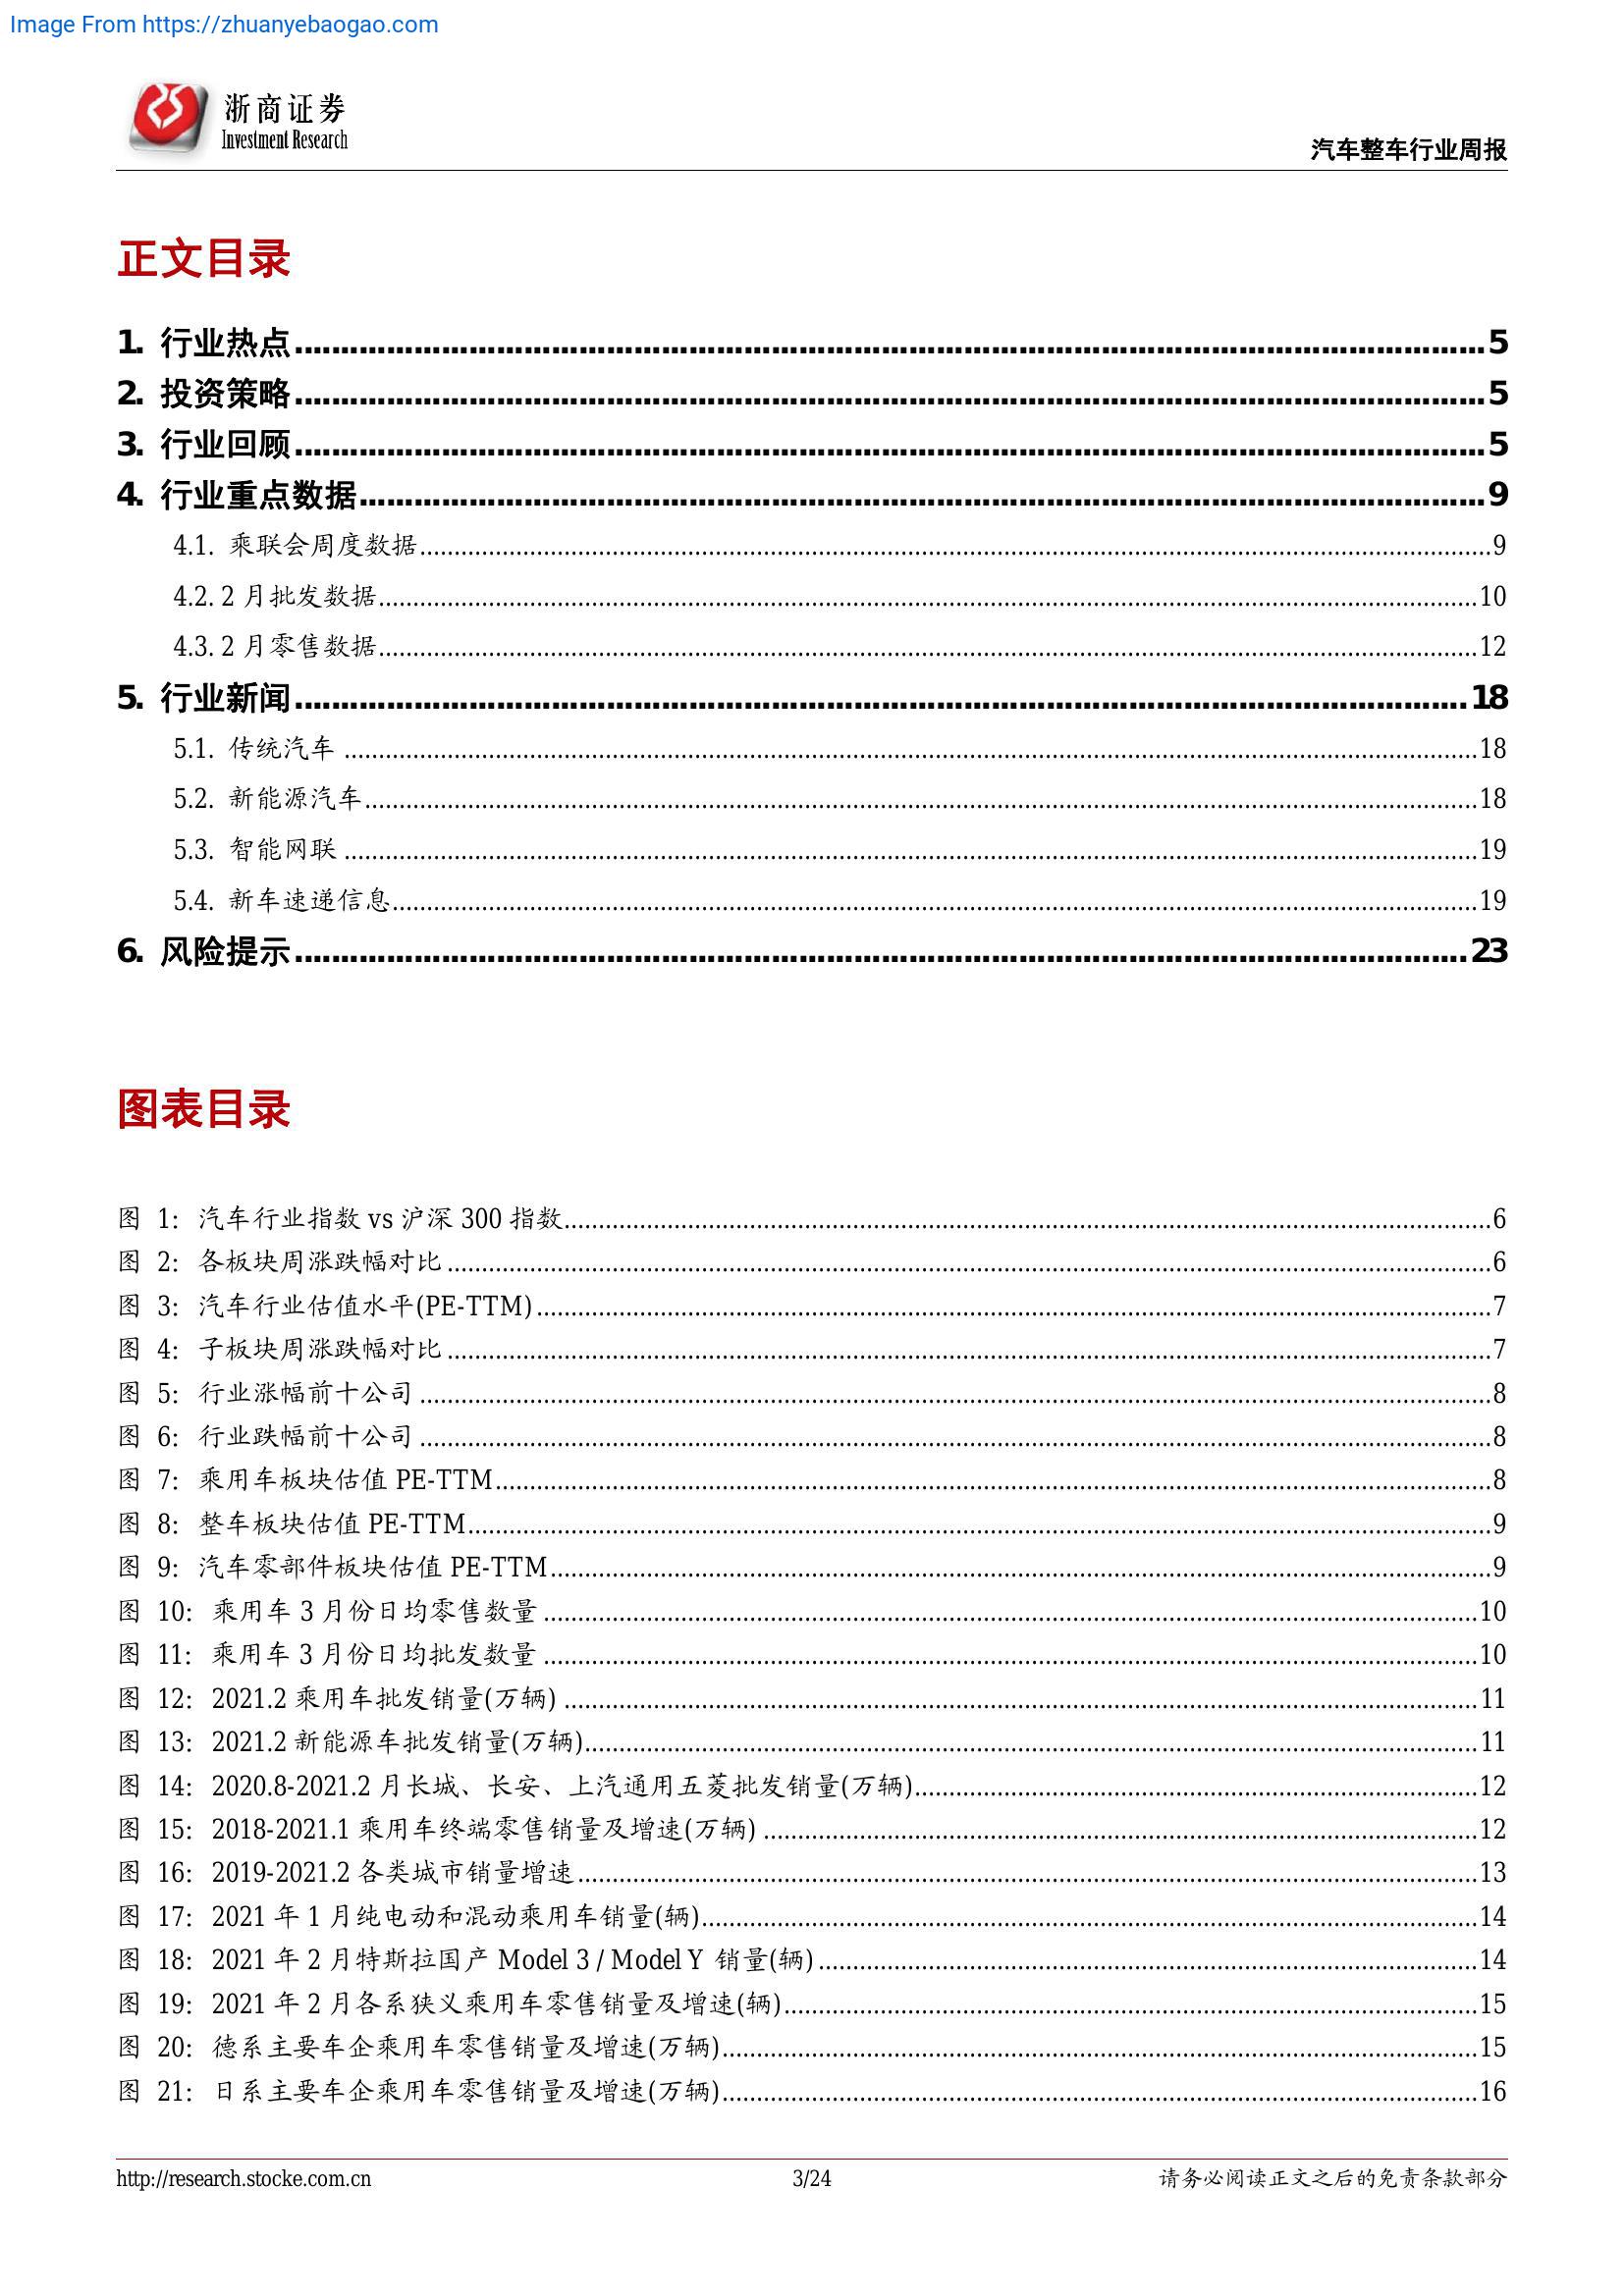 Image From https://zhuanyebaogao.com
浙商证券
Investment Research
汽车整车行业周报
正文目录
1. 行业热点5
2. 投资策略5
3. 行业回顾5
4. 行业重点数据9
4.1. 乘联会周度数据9
4.2. 2 月批发数据10
4.3. 2 月零售数据12
5. 行业新闻18
5.1. 传统汽车18
5.2. 新能源汽车18
5.3. 智能网联19
5.4. 新车速递信息19
6. 风险提示23
图表目录
图 1: 汽车行业指数 vs 沪深 300 指数6
图 2: 各板块周涨跌幅对比6
图 3: 汽车行业估值水平(PE-TTM)7
图 4: 子板块周涨跌幅对比7
图 5: 行业涨幅前十公司8
图 6: 行业跌幅前十公司8
图 7: 乘用车板块估值 PE-TTM8
图 8: 整车板块估值 PE-TTM9
图 9: 汽车零部件板块估值 PE-TTM9
图 10: 乘用车 3 月份日均零售数量10
图 11: 乘用车 3 月份日均批发数量10
图 12: 2021.2 乘用车批发销量(万辆)11
图 13: 2021.2 新能源车批发销量(万辆)11
图 14: 2020.8-2021.2 月长城、长安、上汽通用五菱批发销量(万辆)12
图 15: 2018-2021.1 乘用车终端零售销量及增速(万辆)12
图 16: 2019-2021.2 各类城市销量增速13
图 17: 2021 年 1 月纯电动和混动乘用车销量(辆)14
图 18: 2021 年 2 月特斯拉国产 Model 3 / Model Y 销量(辆)14
图 19: 2021 年 2 月各系狭义乘用车零售销量及增速(辆)15
图 20: 德系主要车企乘用车零售销量及增速(万辆)15
图 21: 日系主要车企乘用车零售销量及增速(万辆)16
http://research.stocke.com.cn
3/24
请务必阅读正文之后的免责条款部分